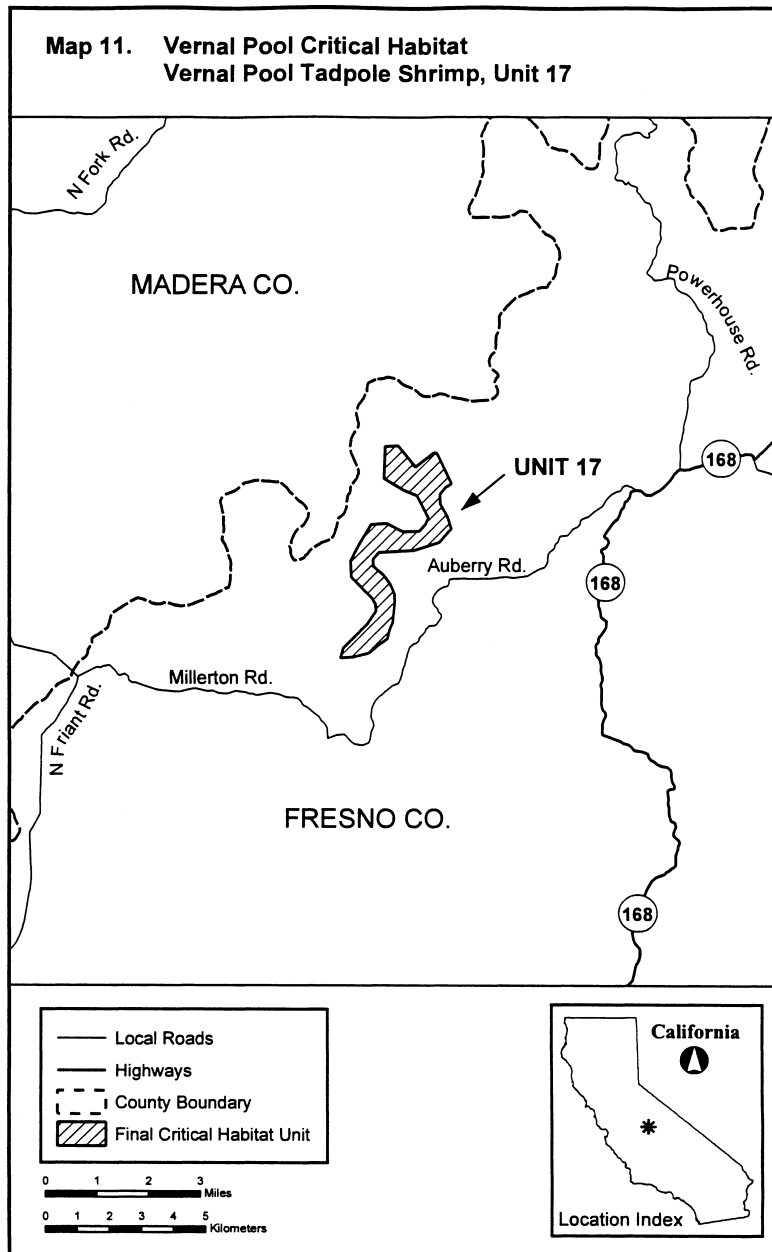 Map 11. Vernal Pool Critical Habitat
Vernal Pool Tadpole Shrimp, Unit 17
N Fork Rd.
MADERA CO.
Powerhouse Rd.
168
UNIT 17
Auberry Rd.
168
Millerton Rd.
N Friant Rd.
FRESNO CO.
168
Local Roads
Highways
County Boundary
Final Critical Habitat Unit
0 1 2 3
Miles
0 1 2 3 4 5
Kilometers
California
Location Index